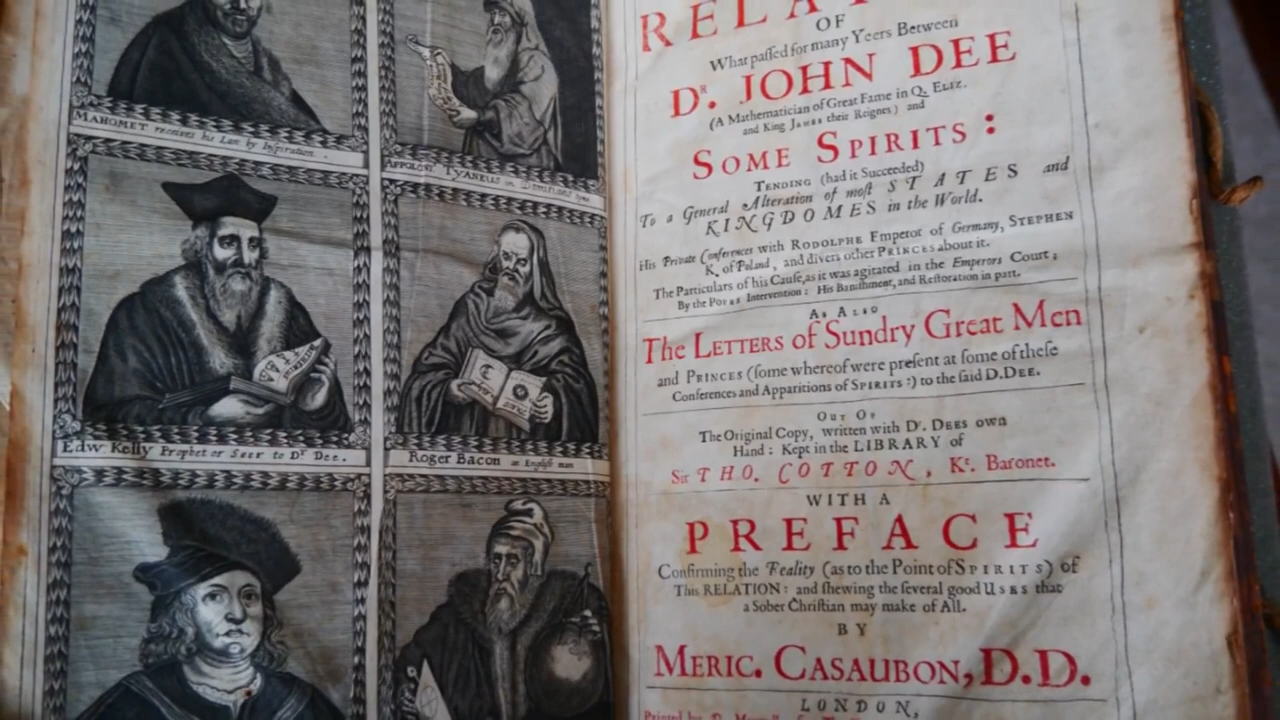 MAHOMET receives his Law by Inspiration.
APPOLONI TYANEUS in Domitians tyme
Edw Kelly Prophet or Seer to Dr Dee.
Roger Bacon an English man
RELA
OF
What paſſed for many Yeers Between
Dr. JOHN DEE
(A Mathematician of Great Fame in Q. ELIZ.
and King JAMES their Reignes) and
SOME SPIRITS:
TENDING (had it Succeeded)
To a General Alteration of moſt STATES and
KINGDOMES in the World.
His Private Conferences with RODOLPHE Emperor of Germany, STEPHEN
K. of Poland, and divers other PRINCES about it.
The Particulars of his Cauſe, as it was agitated in the Emperors Court;
By the POPES Intervention: His Baniſhment, and Reſtoration in part.
As ALSO
The LETTERS of Sundry Great Men
and PRINCES (ſome whereof were preſent at ſome of theſe
Conferences and Apparitions of SPIRITS:) to the ſaid D. DEE.
OUT OF
The Original Copy, written with Dr. DEES own
Hand: Kept in the LIBRARY of
Sir THO. COTTON, Kt. Baronet.
WITH A
PREFACE
Confirming the Reality (as to the Point of SPIRITS) of
This RELATION: and ſhewing the ſeveral good USES that
a Sober Chriſtian may make of All.
BY
MERIC. CASAUBON, D.D.
LONDON,
Printed by D.